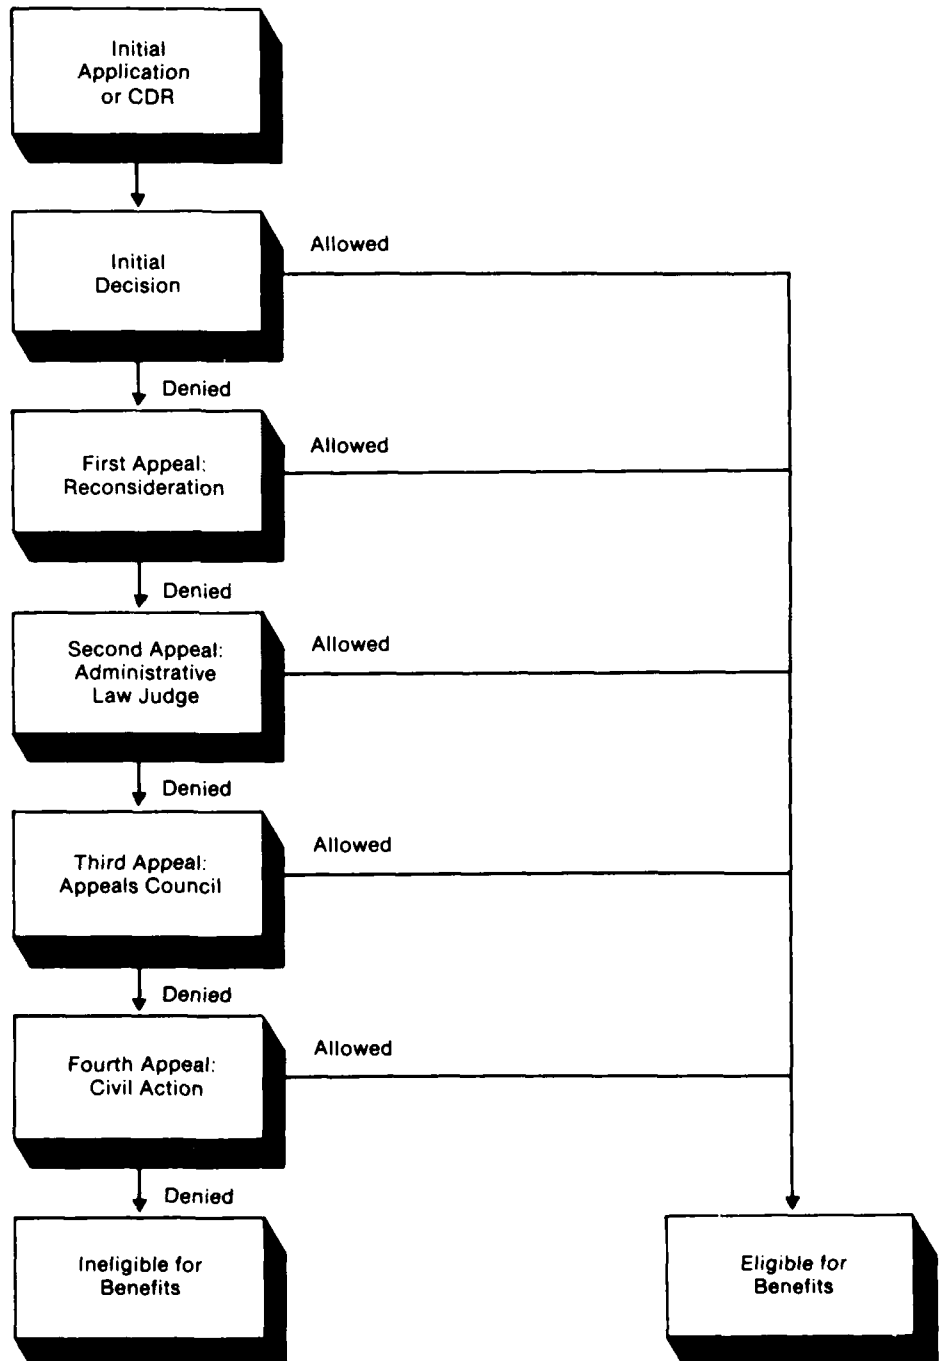 Initial
Application
or CDR
Initial
Decision
Allowed
Denied
First Appeal:
Reconsideration
Allowed
Denied
Second Appeal:
Administrative
Law Judge
Allowed
Denied
Third Appeal:
Appeals Council
Allowed
Denied
Fourth Appeal:
Civil Action
Allowed
Denied
Ineligible for
Benefits
Eligible for
Benefits